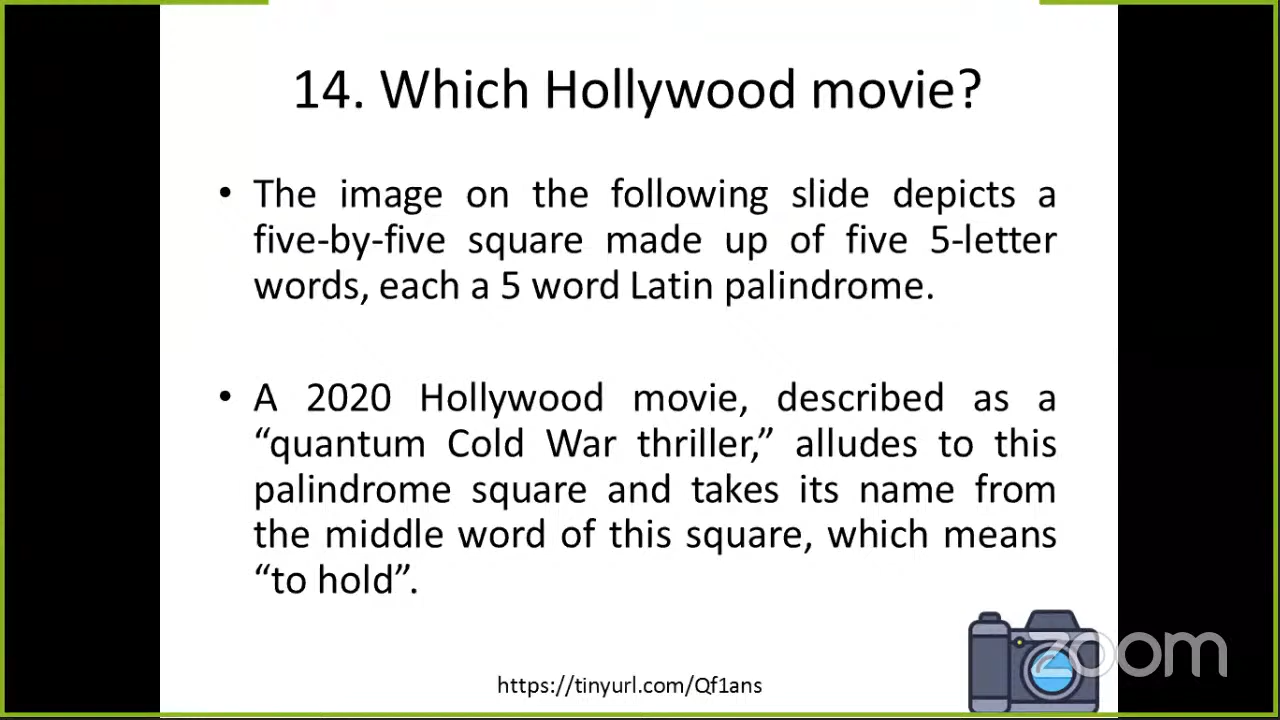 14. Which Hollywood movie?
• The image on the following slide depicts a
five-by-five square made up of five 5-letter
words, each a 5 word Latin palindrome.
• A 2020 Hollywood movie, described as a
“quantum Cold War thriller,” alludes to this
palindrome square and takes its name from
the middle word of this square, which means
“to hold”.
zoom
https://tinyurl.com/Qf1ans